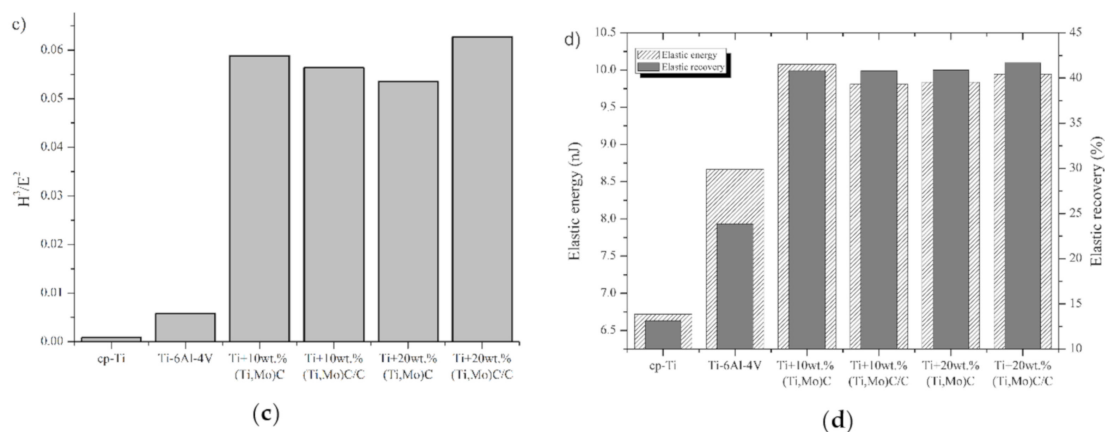 c)
H³/E²
0.06
0.05
0.04
0.03
0.02
0.01
0.00
cp-Ti
Ti-6Al-4V
Ti+10wt.%
(Ti,Mo)C
Ti+10wt.%
(Ti,Mo)C/C
Ti+20wt.%
(Ti,Mo)C
Ti+20wt.%
(Ti,Mo)C/C
(c)
d)
Elastic energy
Elastic recovery
Elastic energy (nJ)
10.5
10.0
9.5
9.0
8.5
8.0
7.5
7.0
6.5
45
40
35
30
25
20
15
10
Elastic recovery (%)
cp-Ti
Ti-6Al-4V
Ti+10wt.%
(Ti,Mo)C
Ti+10wt.%
(Ti,Mo)C/C
Ti−20wt.%
(Ti,Mo)C
Ti−20wt.%
(Ti,Mo)C/C
(d)